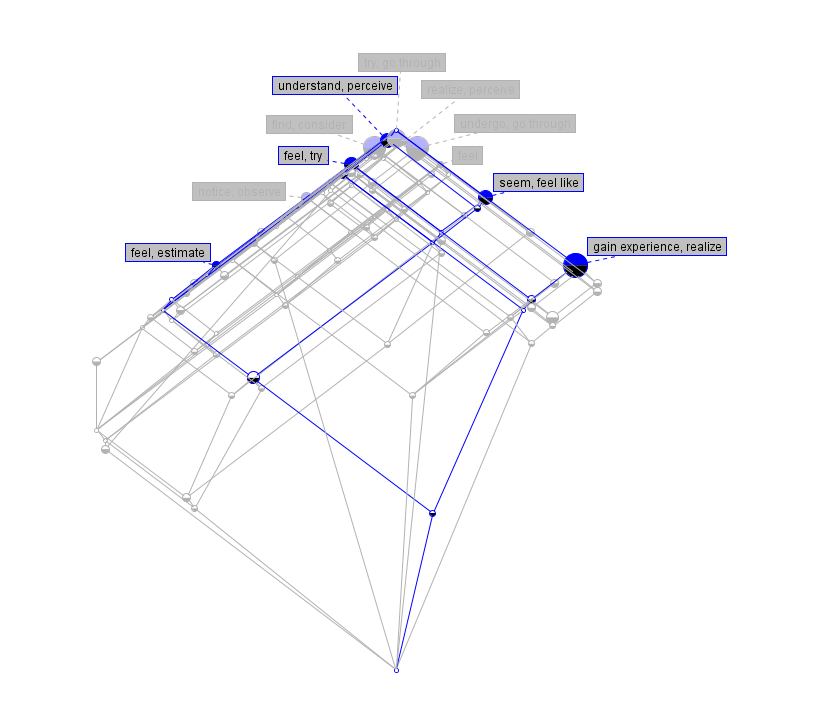 try, go through
understand, perceive
realize, perceive
find, consider
undergo, go through
feel, try
feel
seem, feel like
notice, observe
gain experience, realize
feel, estimate